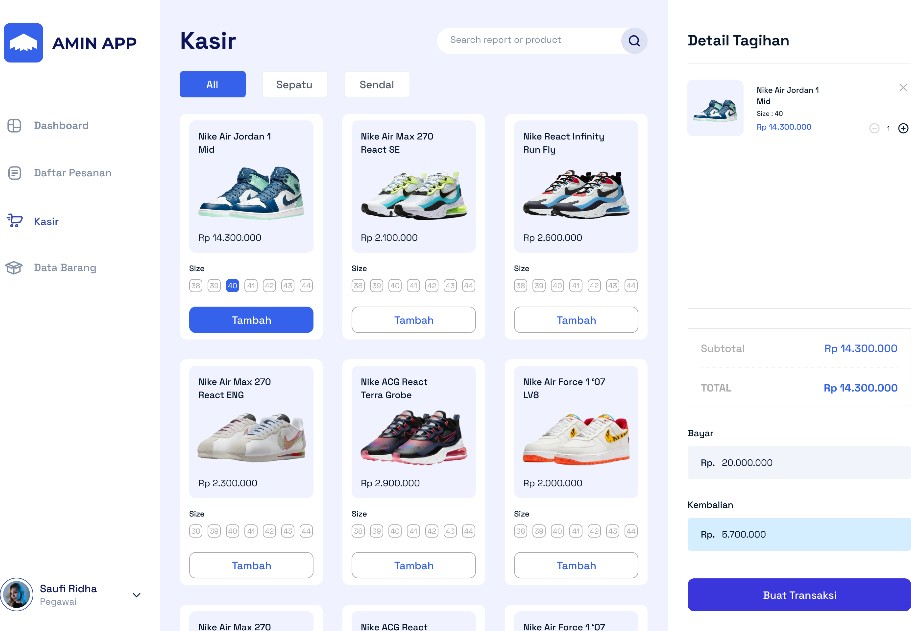 AMIN APP
Dashboard
Daftar Pesanan
Kasir
Data Barang
Saufi Ridha
Pegawai
Kasir
Search report or product
All
Sepatu
Sendal
Nike Air Jordan 1
Mid
Rp 14.300.000
Size
38 39 40 41 42 43 44
Tambah
Nike Air Max 270
React SE
Rp 2.100.000
Size
38 39 40 41 42 43 44
Tambah
Nike React Infinity
Run Fly
Rp 2.600.000
Size
38 39 40 41 42 43 44
Tambah
Nike Air Max 270
React ENG
Rp 2.300.000
Size
38 39 40 41 42 43 44
Tambah
Nike ACG React
Terra Grobe
Rp 2.900.000
Size
38 39 40 41 42 43 44
Tambah
Nike Air Force 1 '07
LV8
Rp 2.000.000
Size
38 39 40 41 42 43 44
Tambah
Nike Air Max 270
Nike ACG React
Nike Air Force 1 '07
Detail Tagihan
Nike Air Jordan 1
Mid
Size : 40
Rp 14.300.000
1
Subtotal Rp 14.300.000
TOTAL Rp 14.300.000
Bayar
Rp. 20.000.000
Kembalian
Rp. 5.700.000
Buat Transaksi